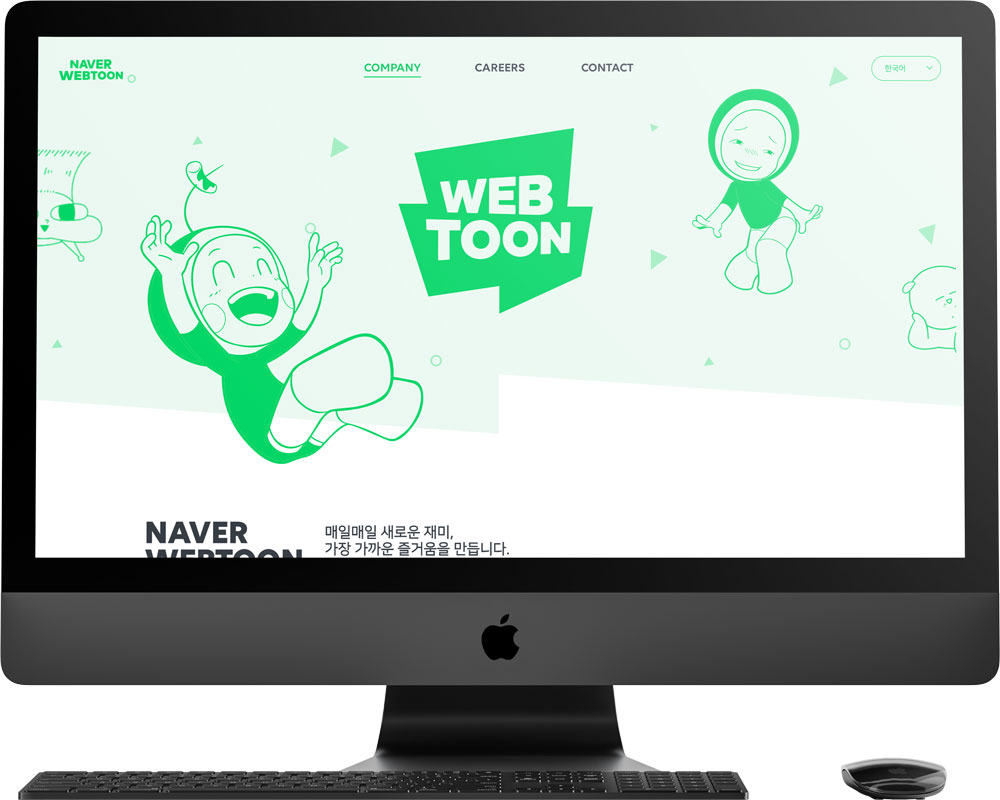 NAVER
WEBTOON
COMPANY
CAREERS
CONTACT
한국어
WEB
TOON
NAVER
WEBTOON
매일매일 새로운 재미,
가장 가까운 즐거움을 만듭니다.